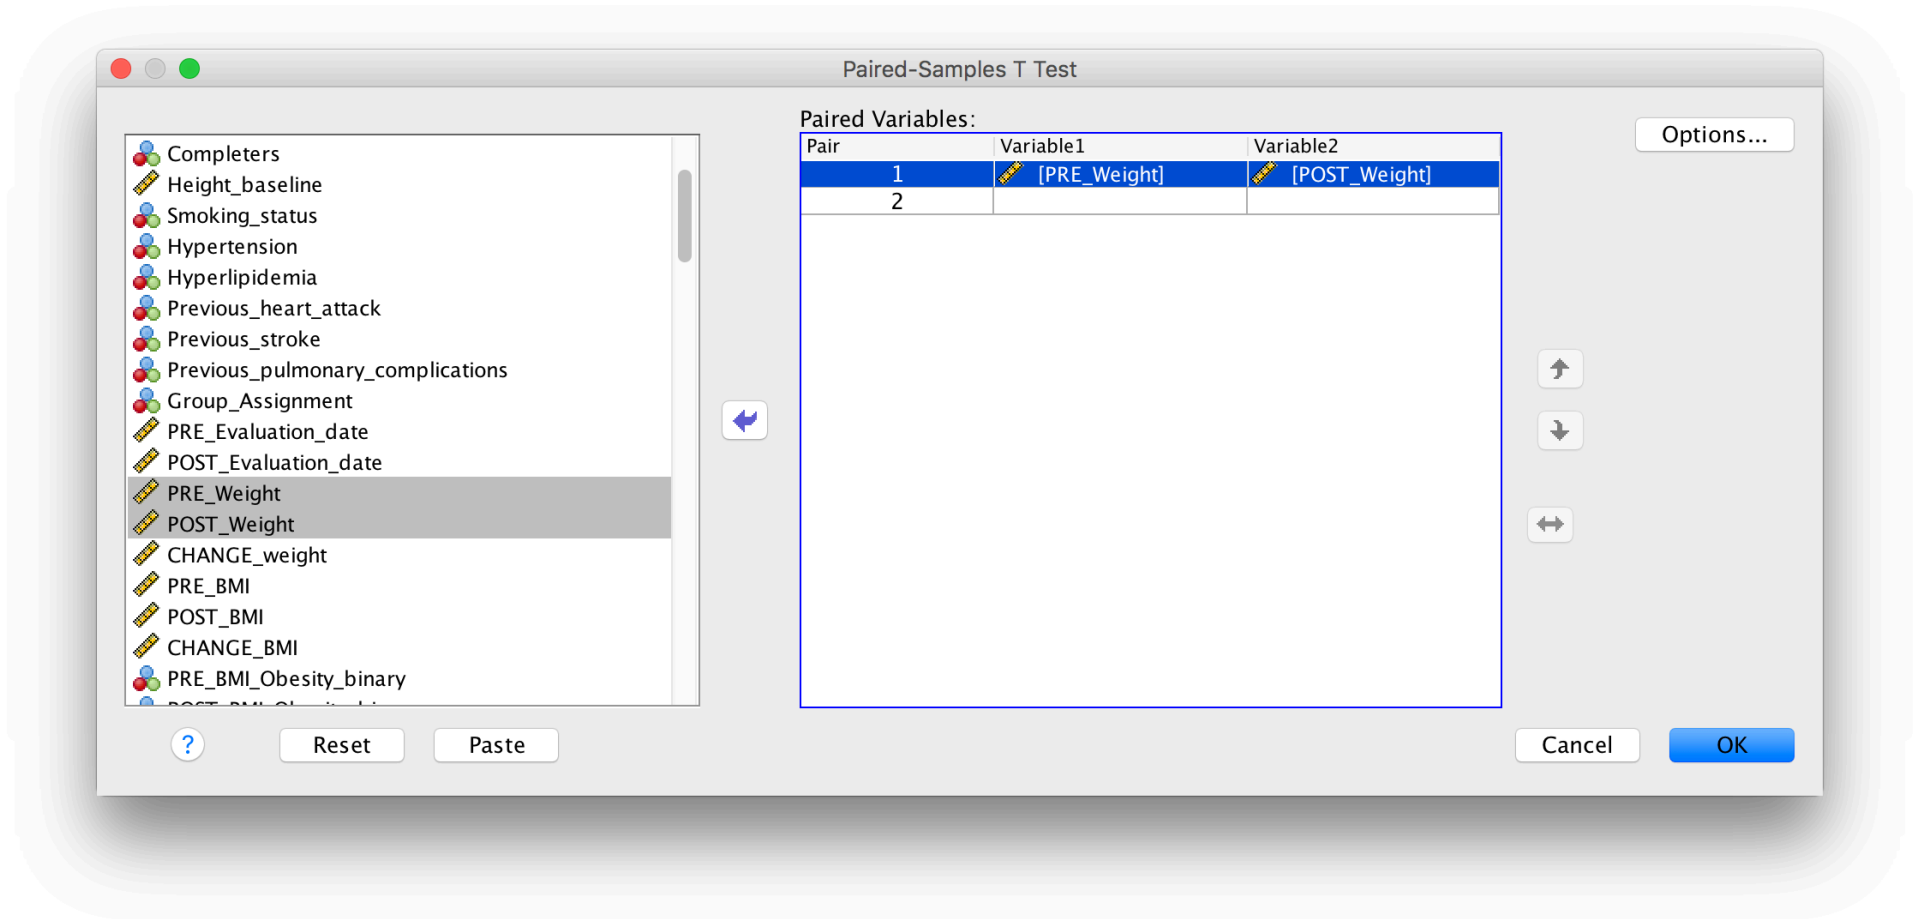 Paired-Samples T Test
Completers
Height_baseline
Smoking_status
Hypertension
Hyperlipidemia
Previous_heart_attack
Previous_stroke
Previous_pulmonary_complications
Group_Assignment
PRE_Evaluation_date
POST_Evaluation_date
PRE_Weight
POST_Weight
CHANGE_weight
PRE_BMI
POST_BMI
CHANGE_BMI
PRE_BMI_Obesity_binary
Paired Variables:
Pair Variable1 Variable2
1 [PRE_Weight] [POST_Weight]
2
Options...
? Reset Paste Cancel OK